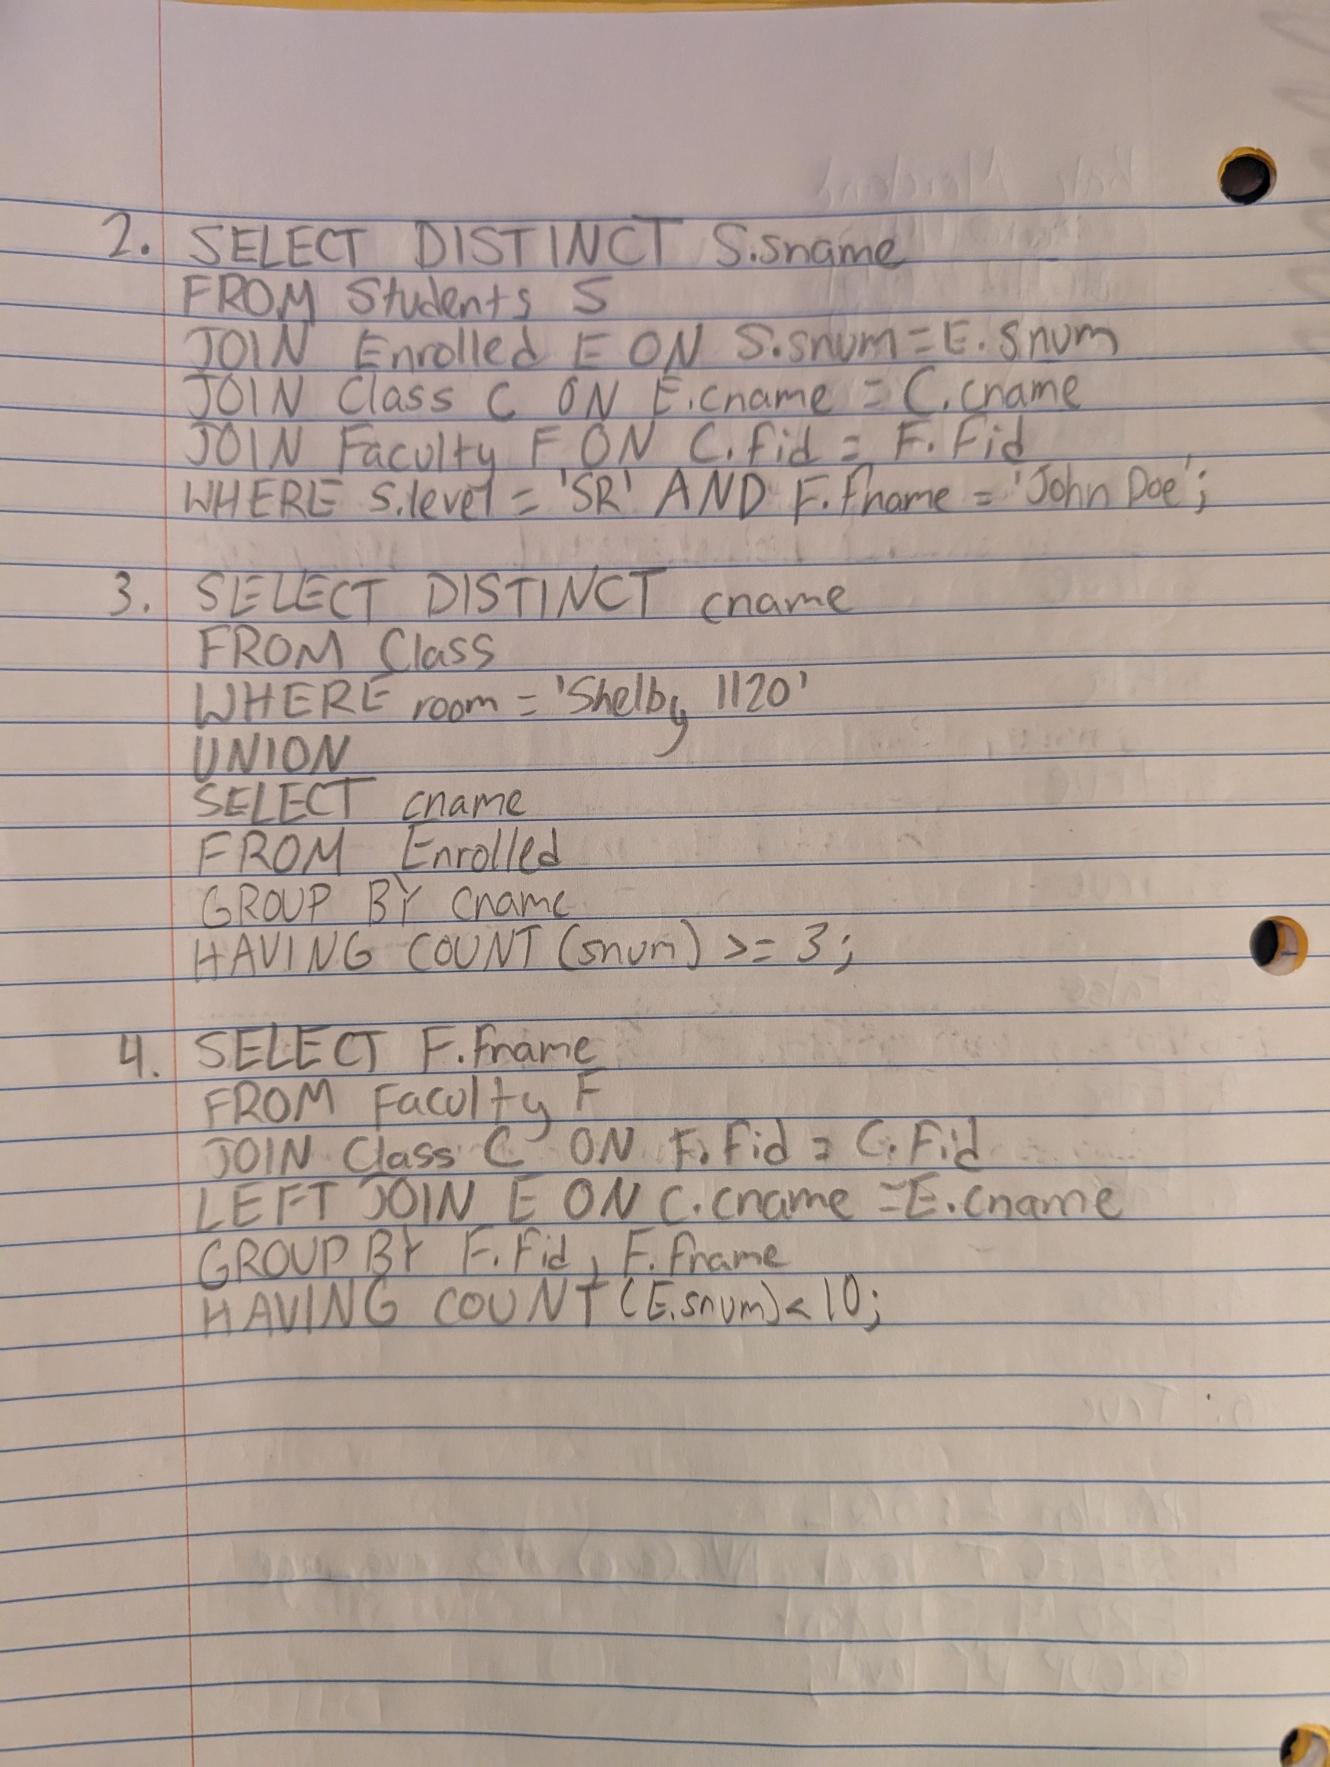 2. SELECT DISTINCT S.sname
FROM Students S
JOIN Enrolled E ON S.snum = E.snum
JOIN Class C ON E.cname = C.cname
JOIN Faculty F ON C.fid = F.Fid
WHERE S.level = 'SR' AND F.fname = 'John Doe';
3. SELECT DISTINCT cname
FROM Class
WHERE room = 'Shelby 1120'
UNION
SELECT cname
FROM Enrolled
GROUP BY cname
HAVING COUNT (snum) >= 3;
4. SELECT F.fname
FROM Faculty F
JOIN Class C ON F.Fid = C.Fid
LEFT JOIN E ON C.cname = E.cname
GROUP BY F.Fid, F.fname
HAVING COUNT (E.snum) < 10;